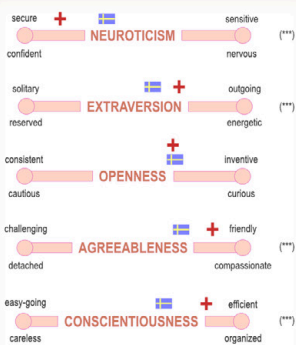 secure sensitive
NEUROTICISM (***)
confident nervous
solitary outgoing
EXTRAVERSION (***)
reserved energetic
consistent inventive
OPENNESS
cautious curious
challenging friendly
AGREEABLENESS (***)
detached compassionate
easy-going efficient
CONSCIENTIOUSNESS (***)
careless organized